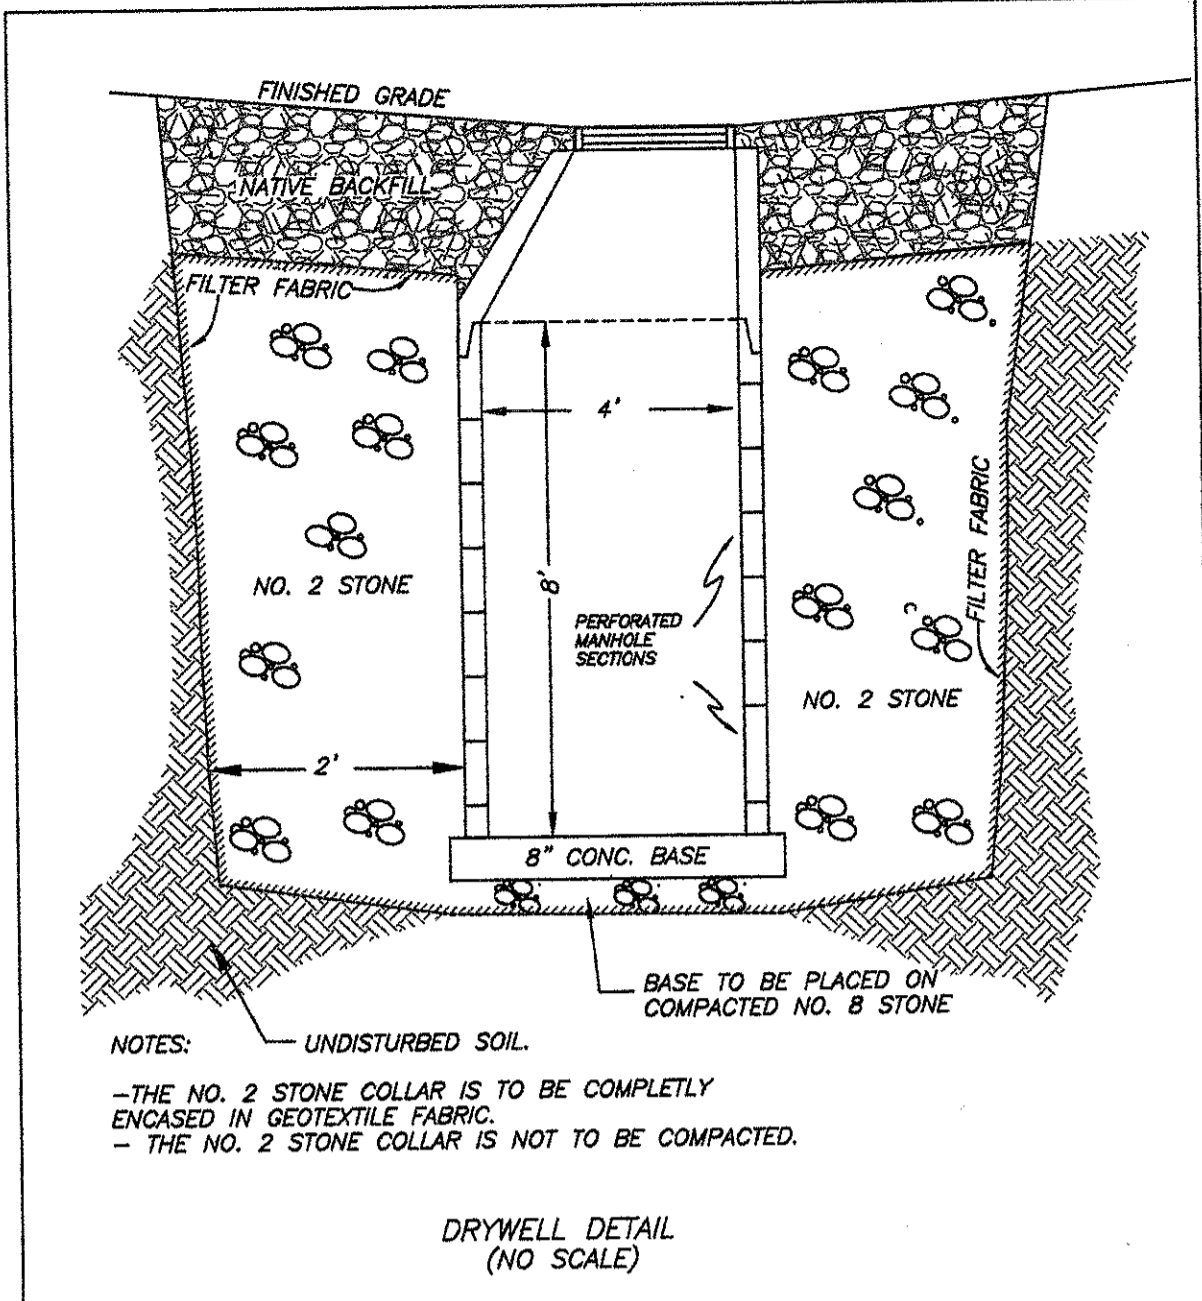 FINISHED GRADE
NATIVE BACKFILL
FILTER FABRIC
4'
8'
NO. 2 STONE
PERFORATED
MANHOLE
SECTIONS
FILTER FABRIC
NO. 2 STONE
2'
8" CONC. BASE
BASE TO BE PLACED ON
COMPACTED NO. 8 STONE
NOTES:
UNDISTURBED SOIL.
-THE NO. 2 STONE COLLAR IS TO BE COMPLETLY
ENCASED IN GEOTEXTILE FABRIC.
- THE NO. 2 STONE COLLAR IS NOT TO BE COMPACTED.
DRYWELL DETAIL
(NO SCALE)